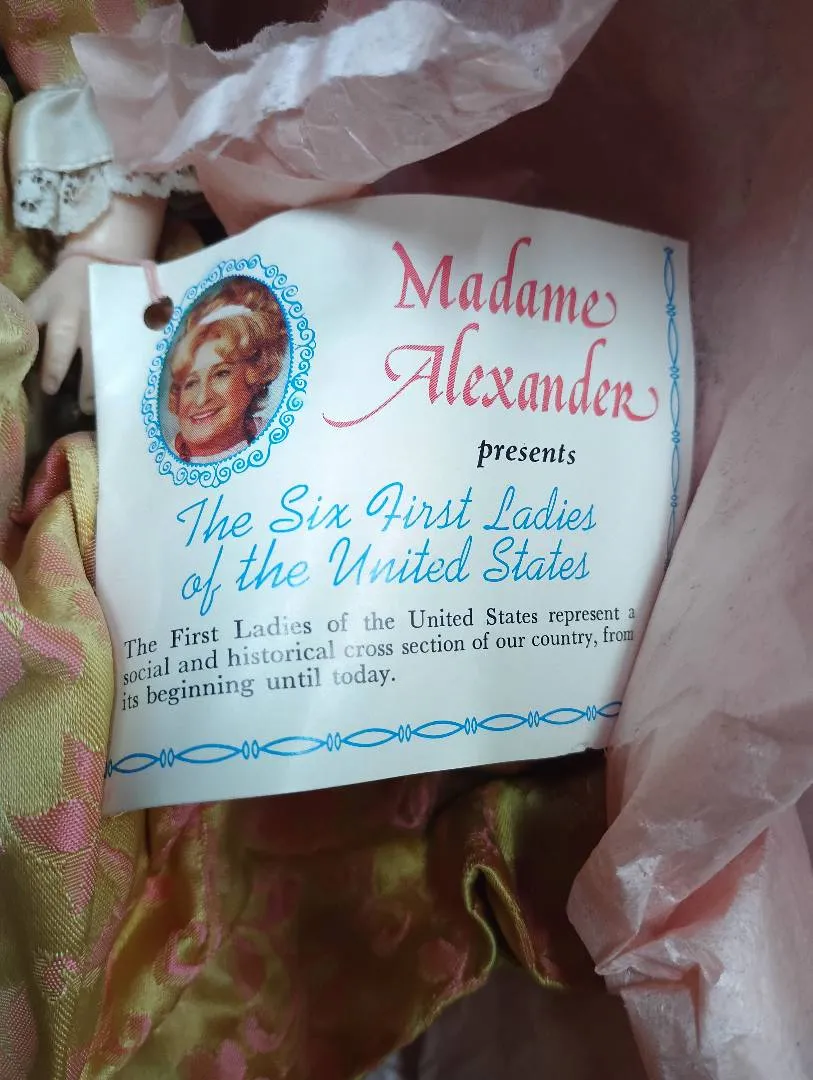 Madame
Alexander
presents
The Six First Ladies
of the United States
The First Ladies of the United States represent a
social and historical cross section of our country, from
its beginning until today.